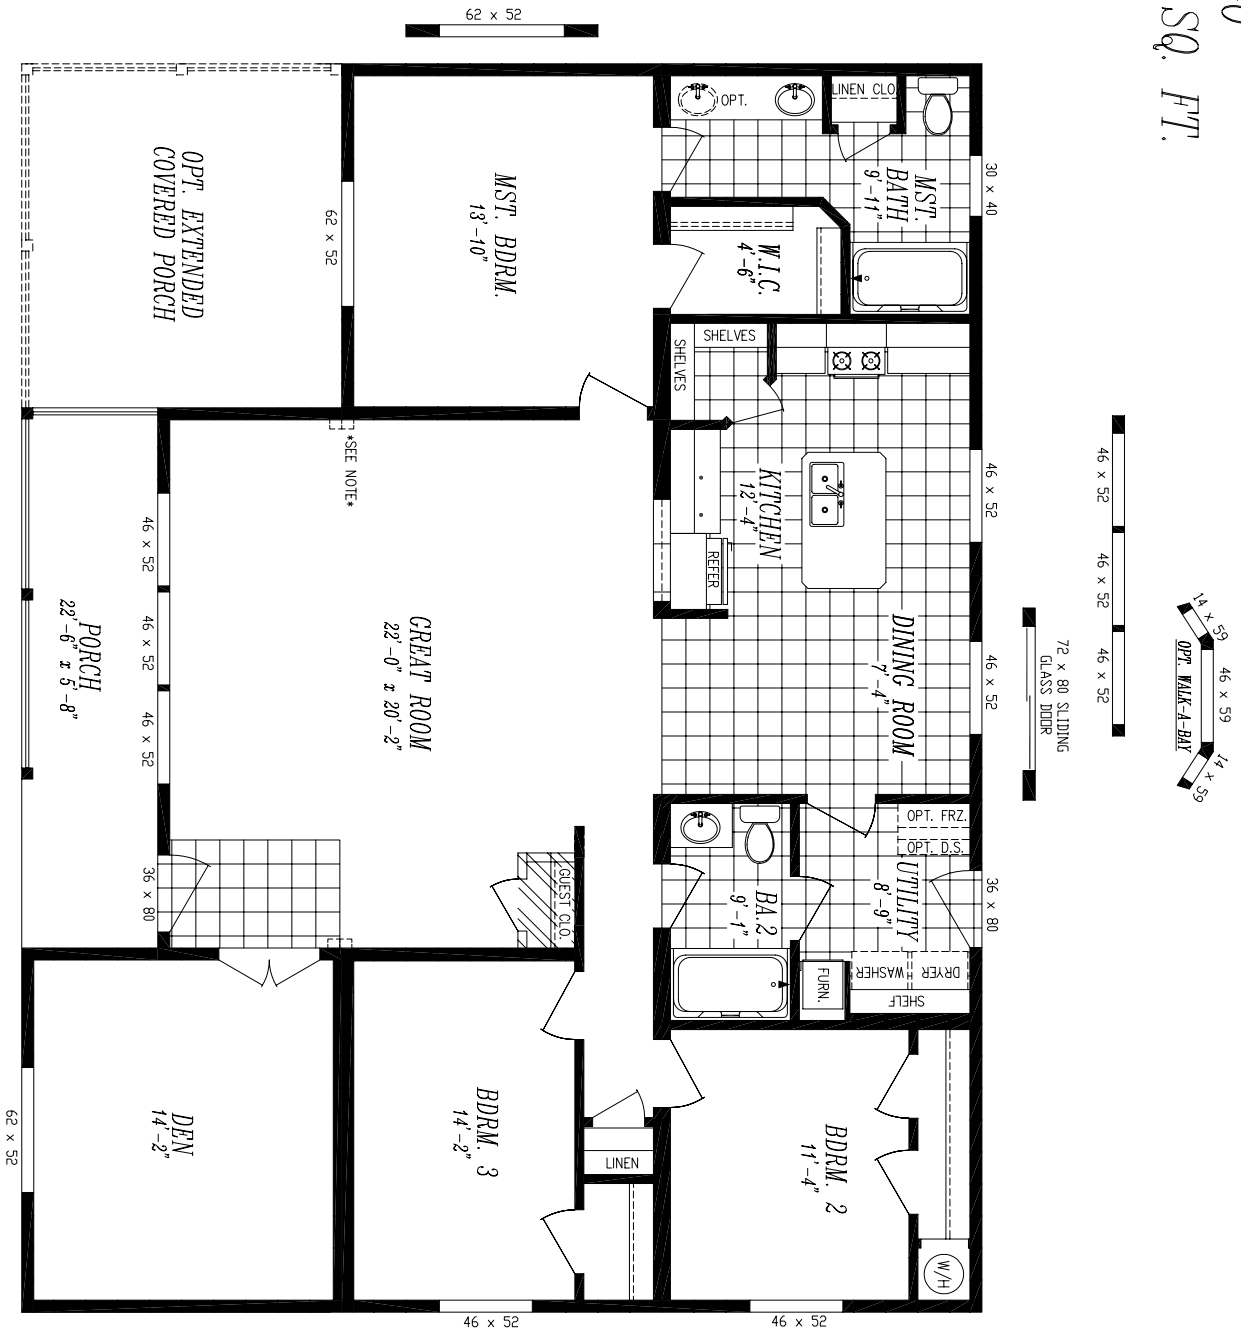 SQ. FT.
62 x 52
OPT. EXTENDED
COVERED PORCH
62 x 52
MST. BDRM.
13'-10"
OPT.
LINEN CLO.
MST.
BATH
9'-11"
30 x 40
W.I.C.
4'-6"
SHELVES
SHELVES
*SEE NOTE*
KITCHEN
12'-4"
REFER
46 x 52
46 x 52
46 x 52
46 x 52
46 x 52
14 x 59
46 x 59
14 x 59
OPT. WALK-A-BAY
72 x 80 SLIDING
GLASS DOOR
DINING ROOM
7'-4"
GREAT ROOM
22'-0" x 20'-2"
46 x 52
46 x 52
46 x 52
PORCH
22'-6" x 5'-8"
36 x 80
GUEST CLO.
BA.2
9'-1"
UTILITY
8'-9"
OPT. FRZ.
OPT. D.S.
36 x 80
WASHER
DRYER
SHELF
FURN.
DEN
14'-2"
62 x 52
BDRM. 3
14'-2"
LINEN
BDRM. 2
11'-4"
W/H
46 x 52
46 x 52